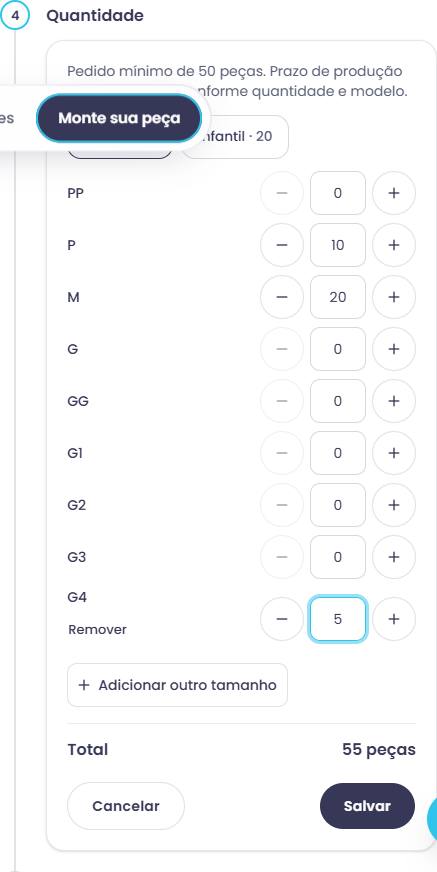 4 Quantidade
Pedido mínimo de 50 peças. Prazo de produção
nforme quantidade e modelo.
es Monte sua peça
nfantil · 20
PP − 0 +
P − 10 +
M − 20 +
G − 0 +
GG − 0 +
G1 − 0 +
G2 − 0 +
G3 − 0 +
G4
Remover − 5 +
+ Adicionar outro tamanho
Total 55 peças
Cancelar Salvar